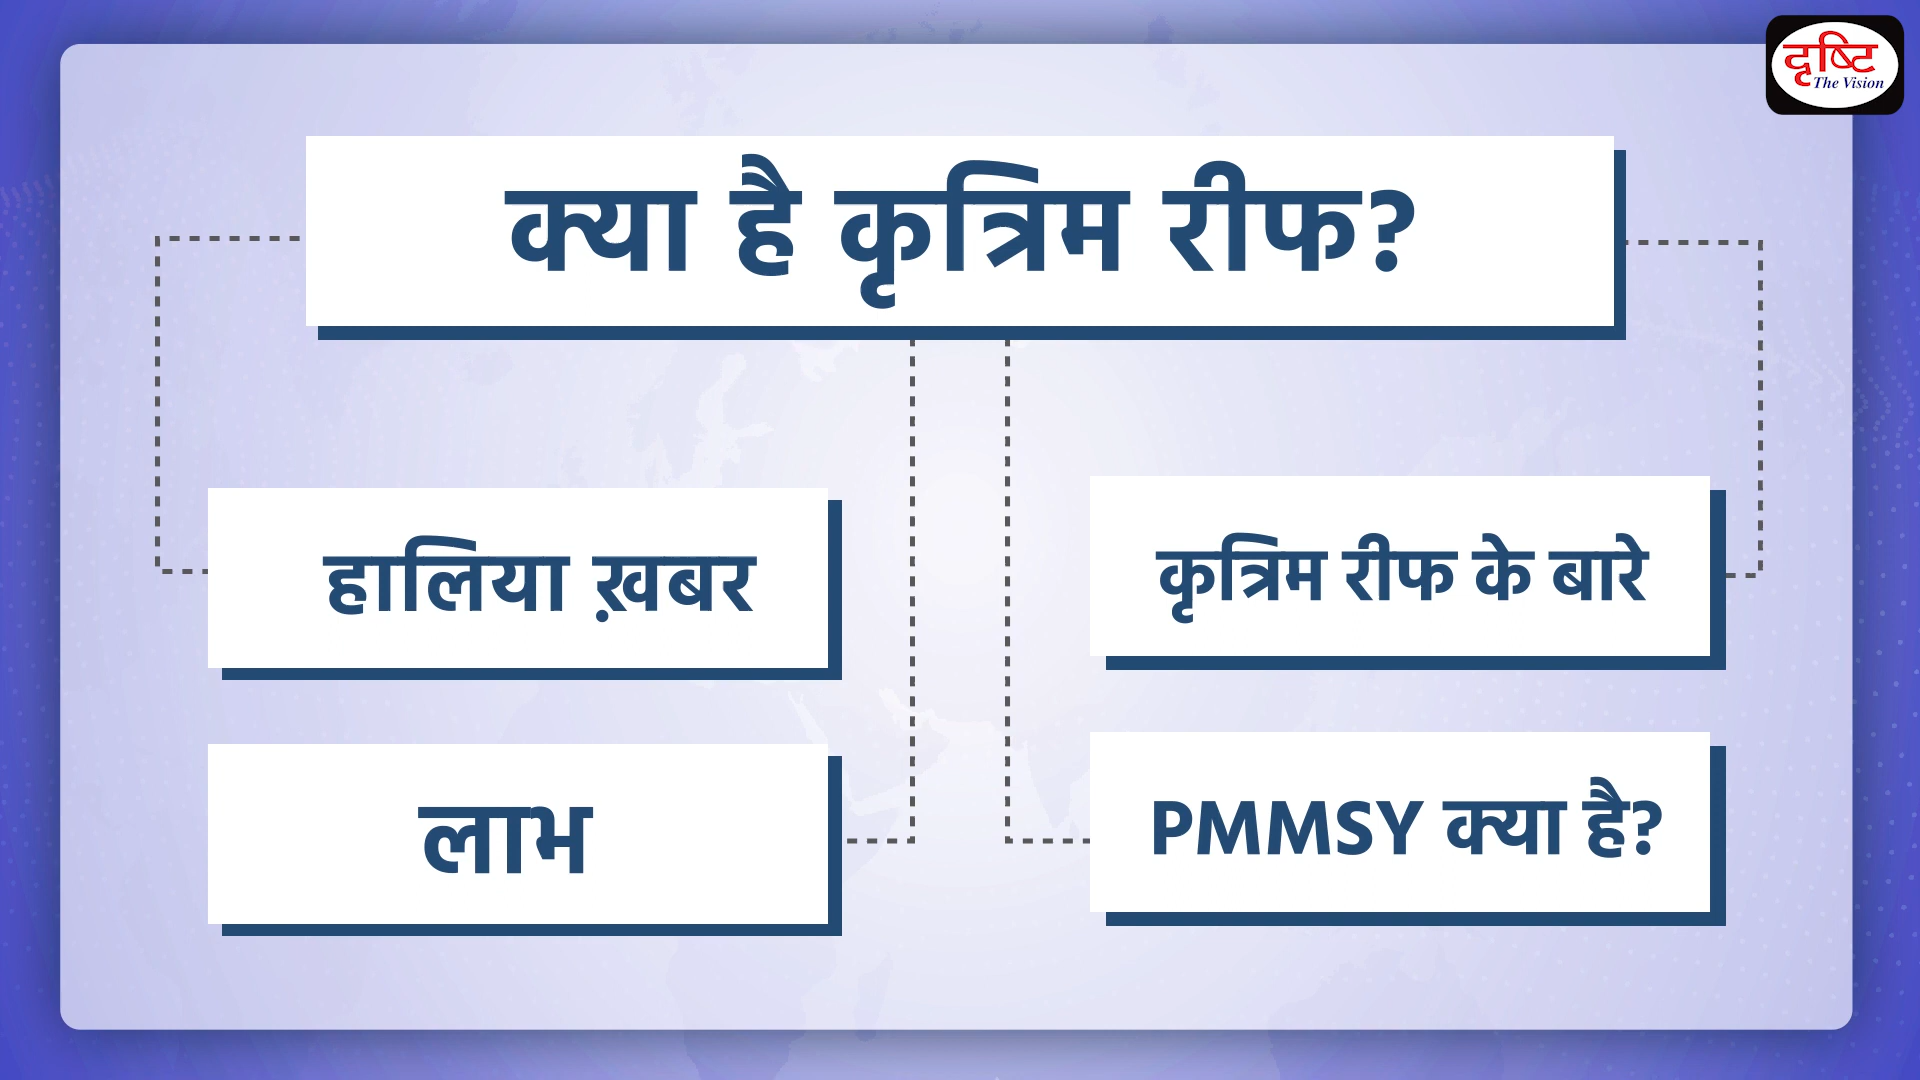 दृष्टि
The Vision
क्या है कृत्रिम रीफ?
हालिया ख़बर
कृत्रिम रीफ के बारे
लाभ
PMMSY क्या है?